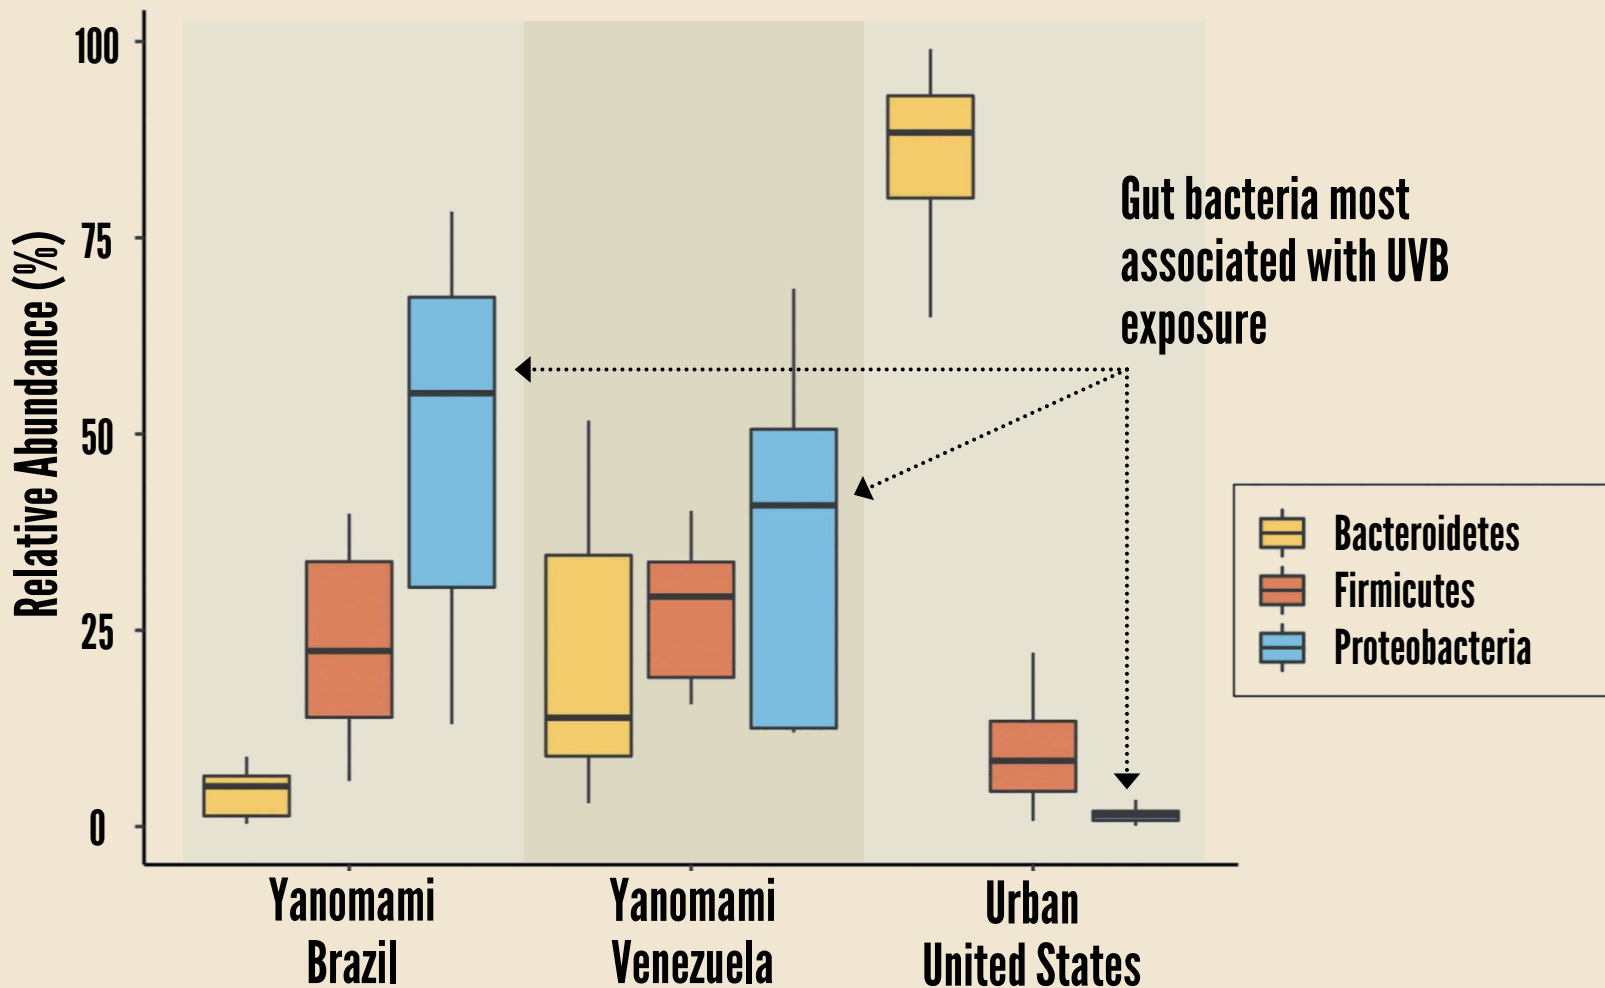 Relative Abundance (%)
100
75
50
25
0
Gut bacteria most
associated with UVB
exposure
Bacteroidetes
Firmicutes
Proteobacteria
Yanomami
Brazil
Yanomami
Venezuela
Urban
United States